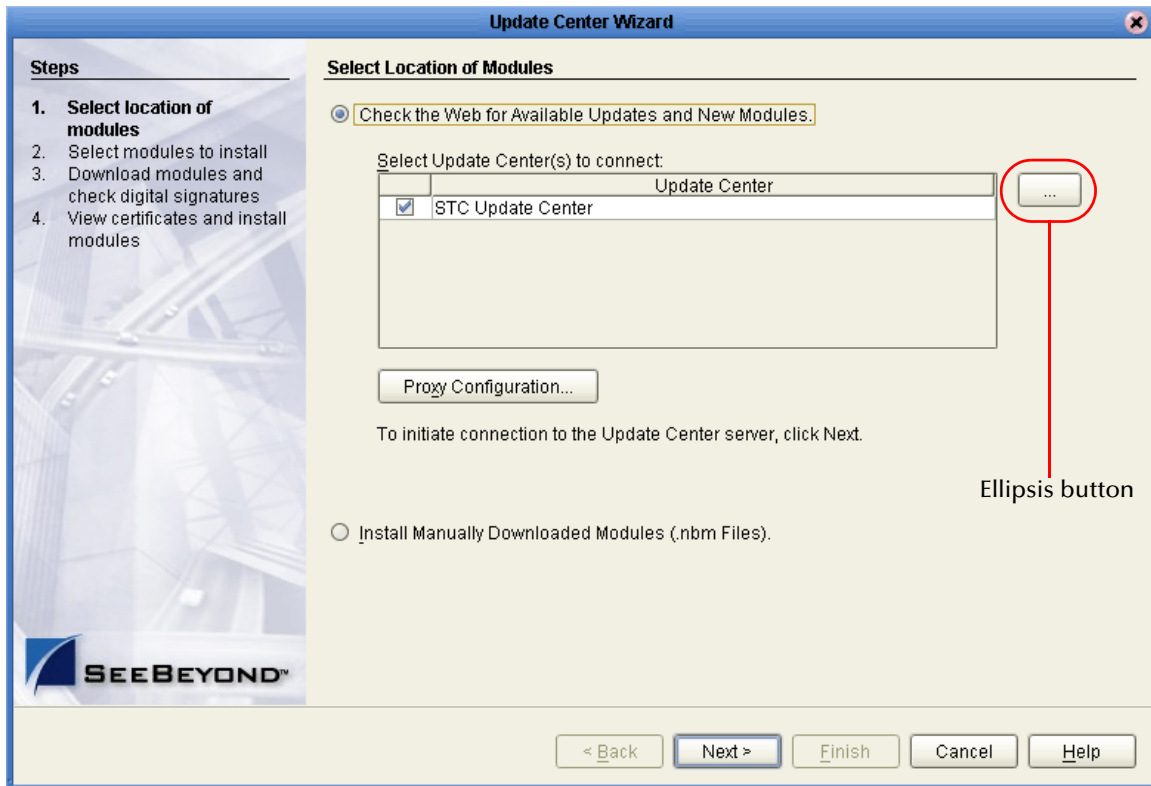 Update Center Wizard
Steps
1. Select location of
modules
2. Select modules to install
3. Download modules and
check digital signatures
4. View certificates and install
modules
SEEBEYOND™
Select Location of Modules
Check the Web for Available Updates and New Modules.
Select Update Center(s) to connect:
Update Center
STC Update Center
...
Proxy Configuration...
To initiate connection to the Update Center server, click Next.
Ellipsis button
Install Manually Downloaded Modules (.nbm Files).
< Back Next > Finish Cancel Help